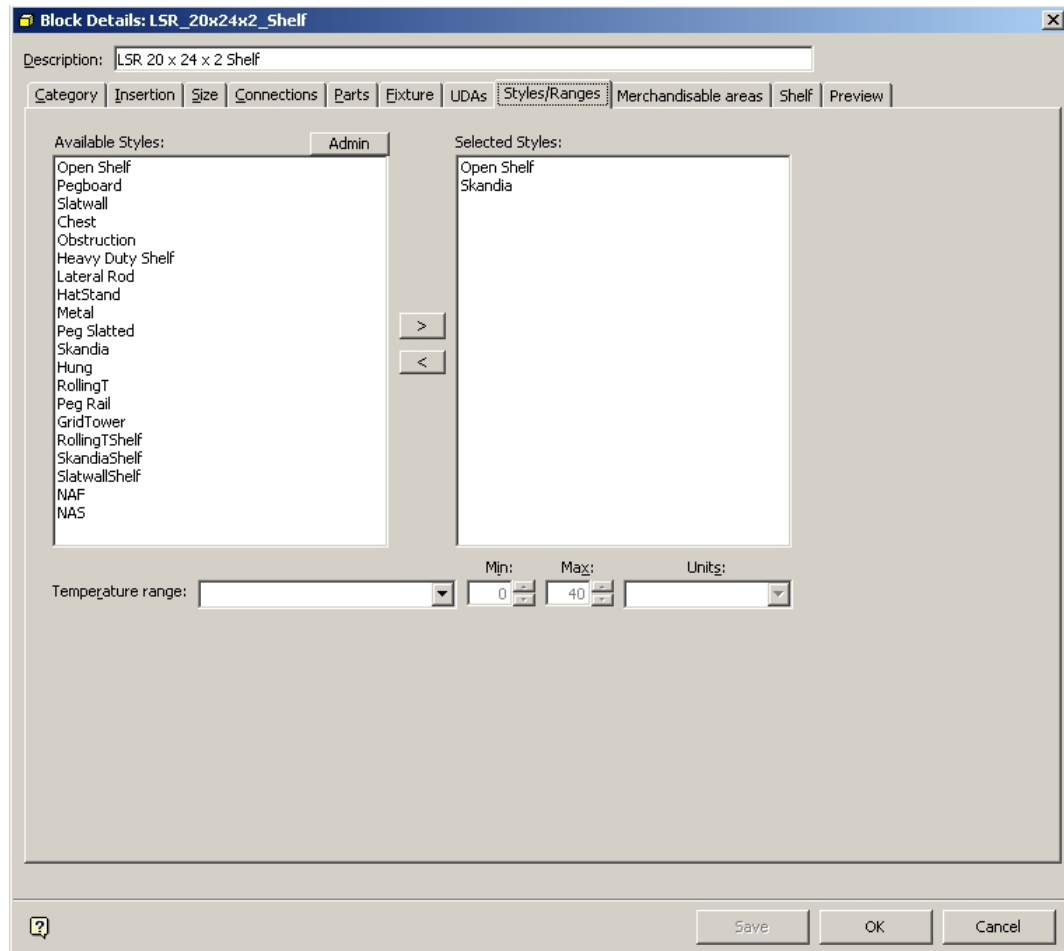 Block Details: LSR_20x24x2_Shelf
Description: LSR 20 x 24 x 2 Shelf
Category Insertion Size Connections Parts Fixture UDAs Styles/Ranges Merchandisable areas Shelf Preview
Available Styles: Admin Selected Styles:
Open Shelf
Pegboard
Slatwall
Chest
Obstruction
Heavy Duty Shelf
Lateral Rod
HatStand
Metal
Peg Slatted
Skandia
Hung
RollingT
Peg Rail
GridTower
RollingTShelf
SkandiaShelf
SlatwallShelf
NAF
NAS
>
<
Open Shelf
Skandia
Min: Max: Units:
Temperature range: 0 40
Save OK Cancel